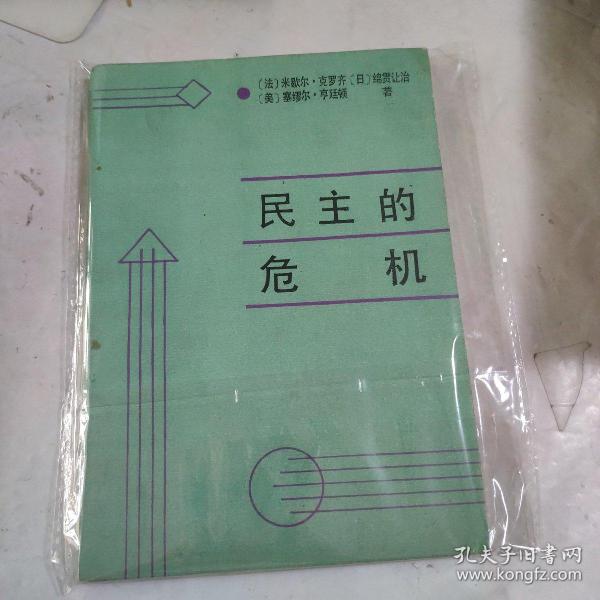 〔法〕米歇尔·克罗齐〔日〕绵贯让治
〔美〕塞缪尔·亨廷顿 著
民主的
危机
孔夫子旧书网
www.kongfz.com